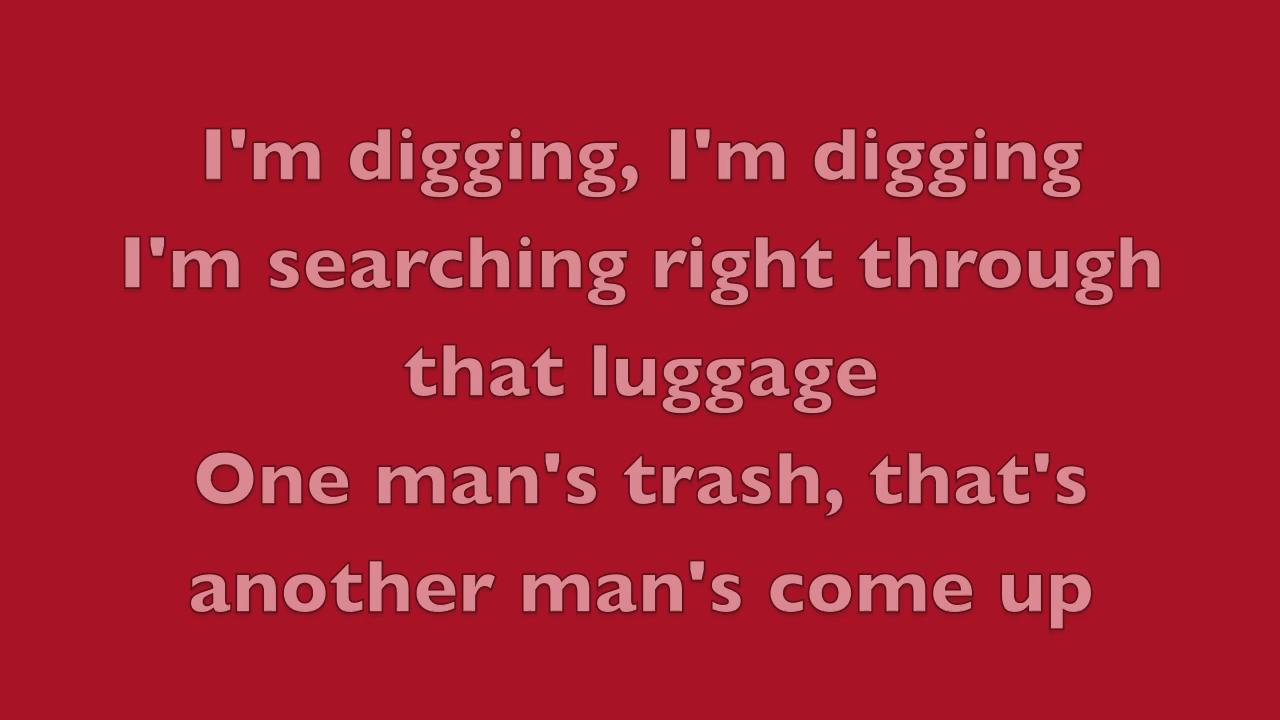 I'm digging, I'm digging
I'm searching right through
that luggage
One man's trash, that's
another man's come up